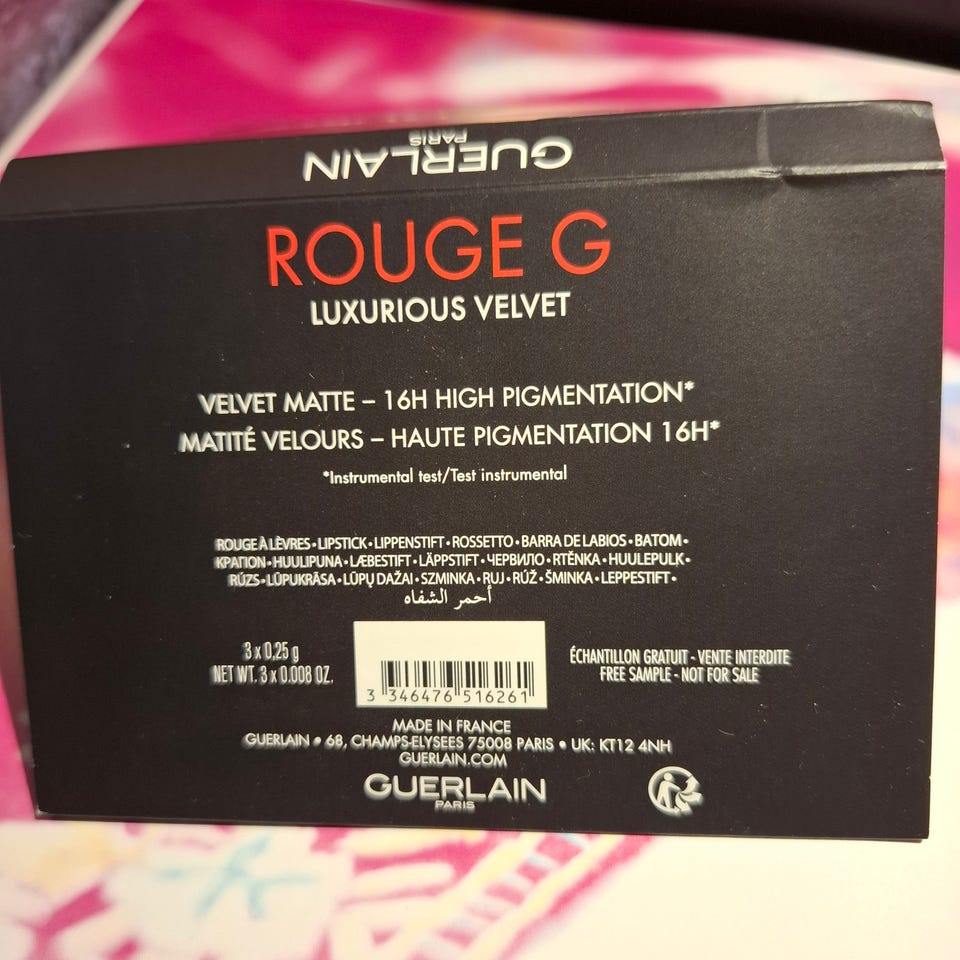 GUERLAIN
PARIS
ROUGE G
LUXURIOUS VELVET
VELVET MATTE – 16H HIGH PIGMENTATION*
MATITÉ VELOURS – HAUTE PIGMENTATION 16H*
*Instrumental test/Test instrumental
ROUGE À LÈVRES • LIPSTICK • LIPPENSTIFT • ROSSETTO • BARRA DE LABIOS • BATOM •
ΚΡΑΓΙΟΝ • HUULIPUNA • LÆBESTIFT • LÄPPSTIFT • ЧЕРВИЛО • RTĚNKA • HUULEPULK •
RÚZS • LŪPUKRĀSA • LŪPŲ DAŽAI • SZMINKA • RUJ • RÚŽ • ŠMINKA • LEPPESTIFT •
أحمر الشفاه
3 x 0,25 g
NET WT. 3 x 0.008 OZ.
3 346476 516261
ÉCHANTILLON GRATUIT - VENTE INTERDITE
FREE SAMPLE - NOT FOR SALE
MADE IN FRANCE
GUERLAIN • 68, CHAMPS-ELYSEES 75008 PARIS • UK: KT12 4NH
GUERLAIN.COM
GUERLAIN
PARIS